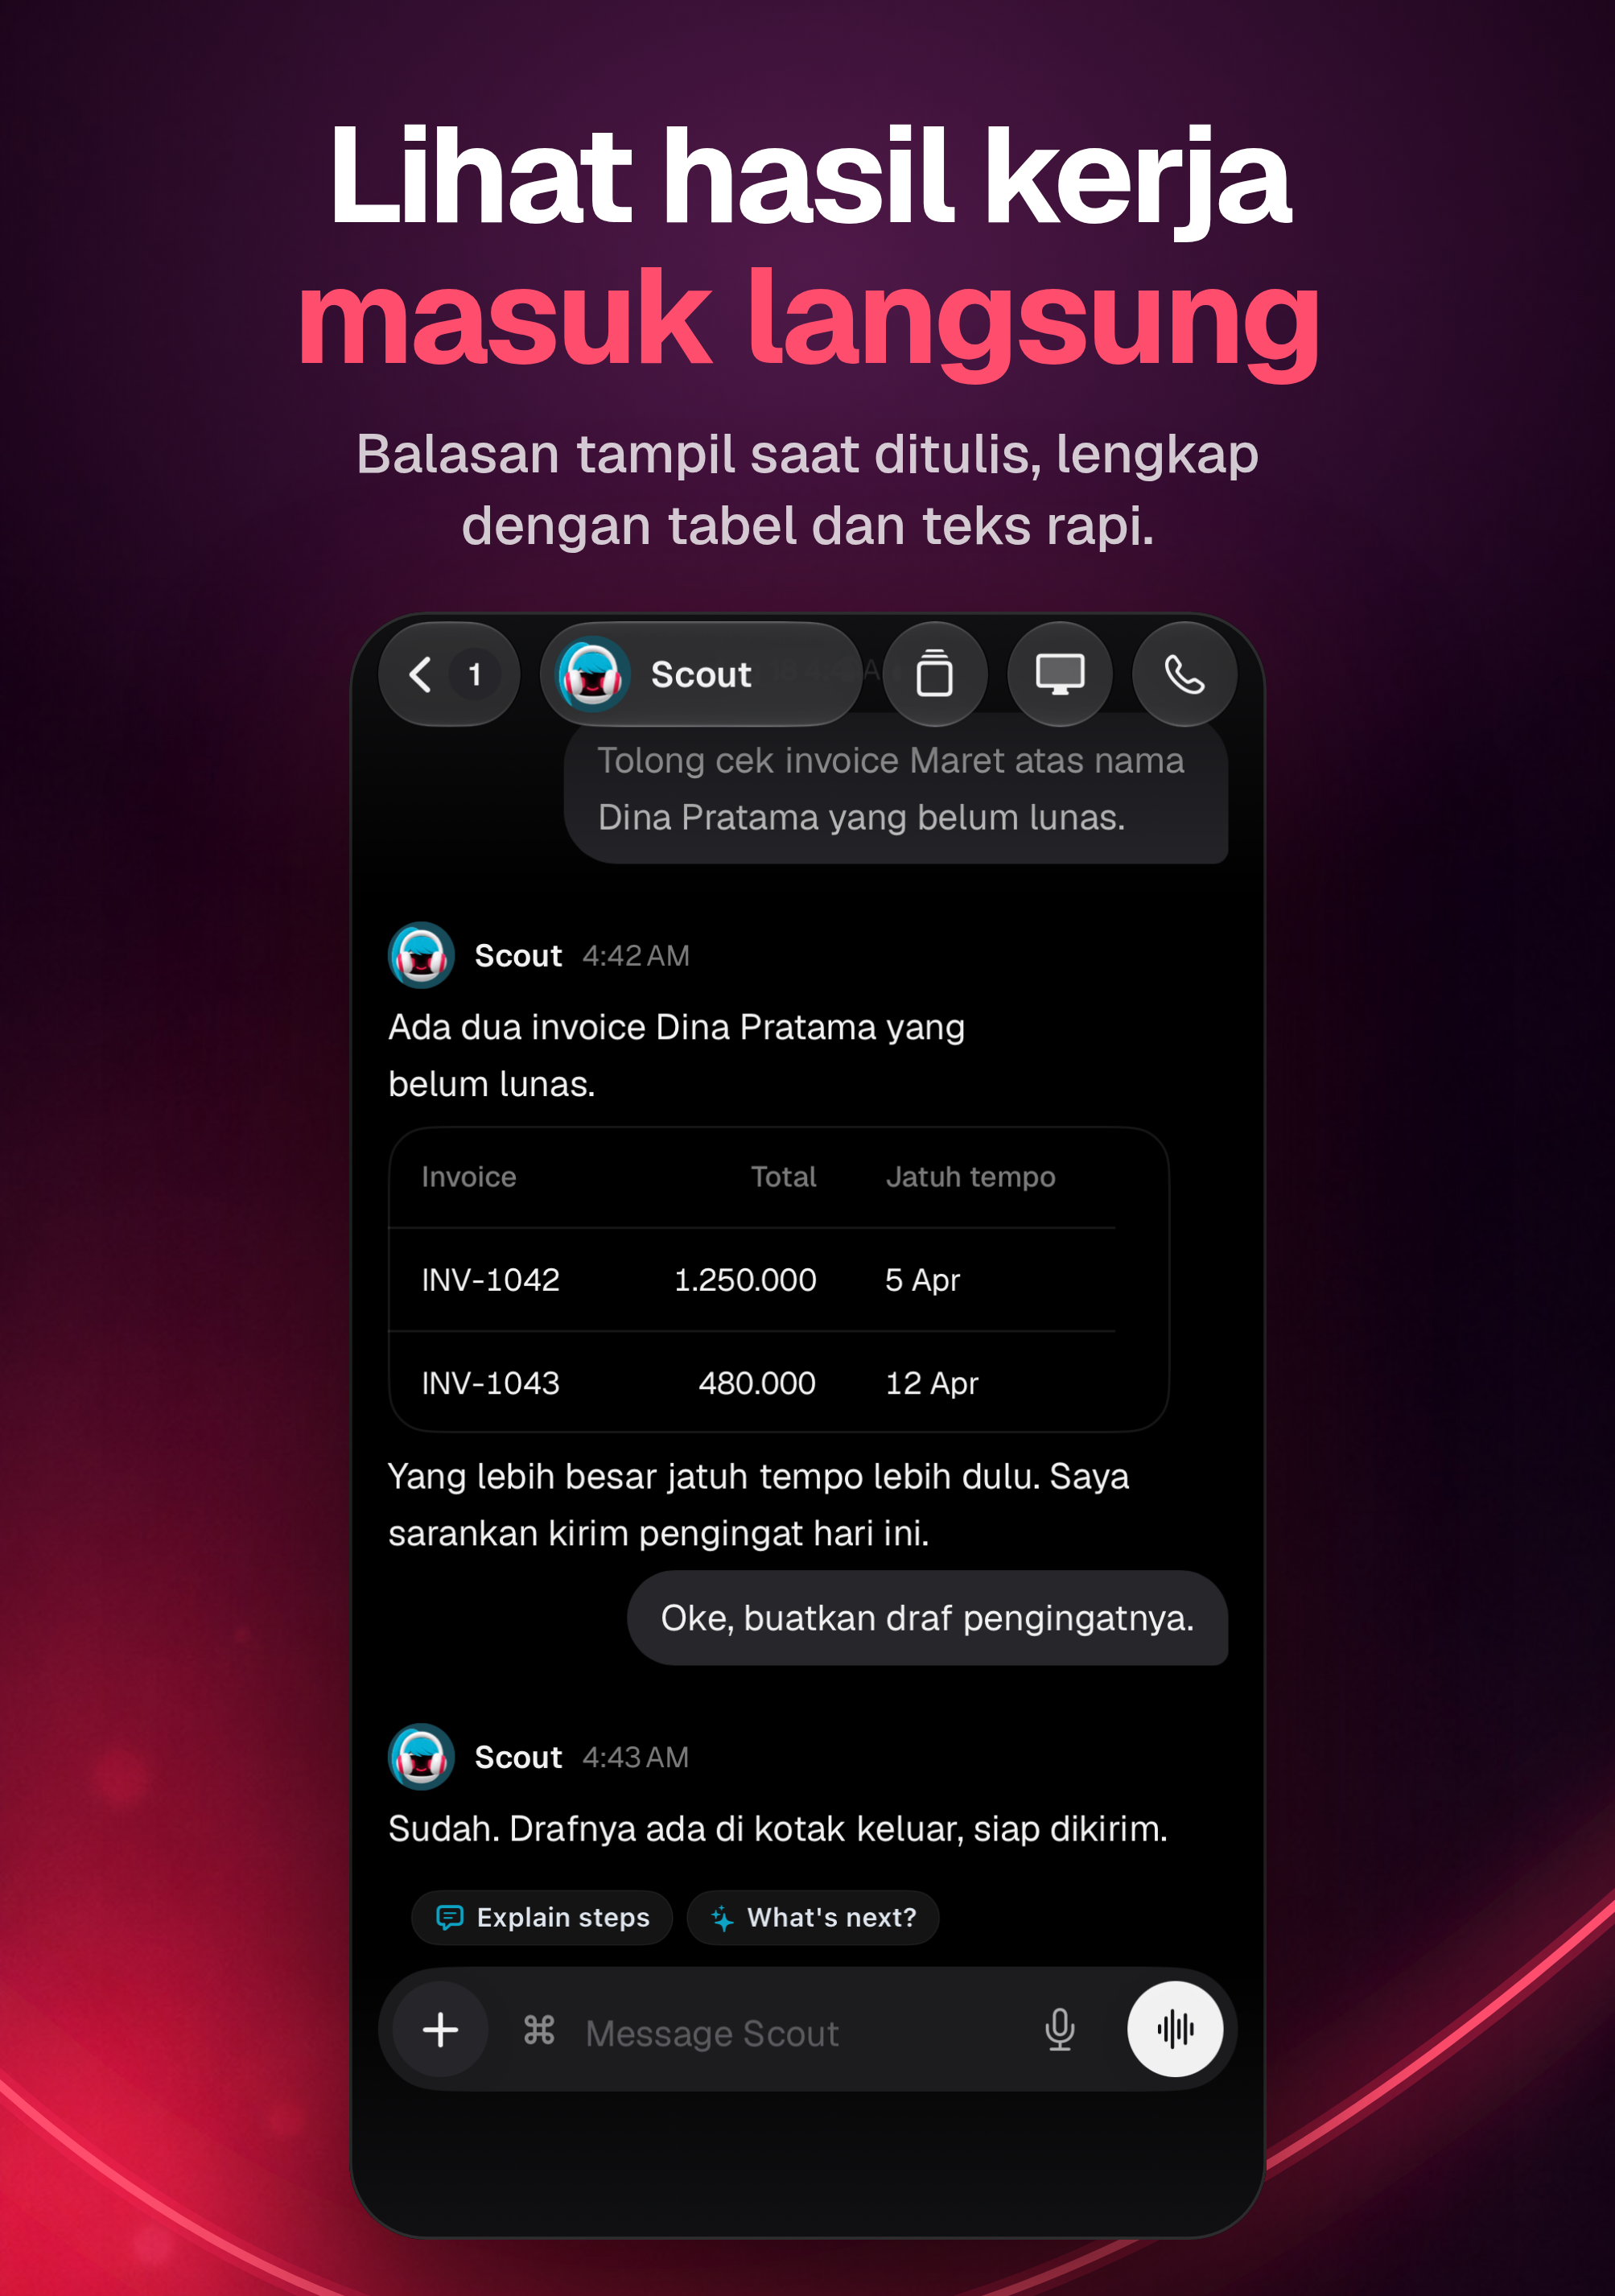 Lihat hasil kerja
masuk langsung
Balasan tampil saat ditulis, lengkap
dengan tabel dan teks rapi.
1
Scout
Tolong cek invoice Maret atas nama
Dina Pratama yang belum lunas.
Scout 4:42 AM
Ada dua invoice Dina Pratama yang
belum lunas.
Invoice Total Jatuh tempo
INV-1042 1.250.000 5 Apr
INV-1043 480.000 12 Apr
Yang lebih besar jatuh tempo lebih dulu. Saya
sarankan kirim pengingat hari ini.
Oke, buatkan draf pengingatnya.
Scout 4:43 AM
Sudah. Drafnya ada di kotak keluar, siap dikirim.
Explain steps What's next?
Message Scout